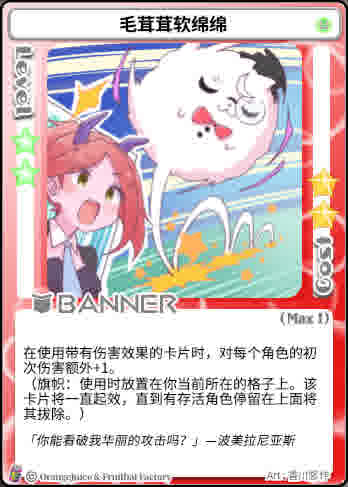 毛茸茸软绵绵
Level
Cost
BANNER
(Max 1)
在使用带有伤害效果的卡片时，对每个角色的初
次伤害额外+1。
（旗帜：使用时放置在你当前所在的格子上。该
卡片将一直起效，直到有存活角色停留在上面将
其拔除。）
「你能看破我华丽的攻击吗？」—波美拉尼亚斯
© OrangeJuice & Fruitbat Factory
Art : 香川悠作